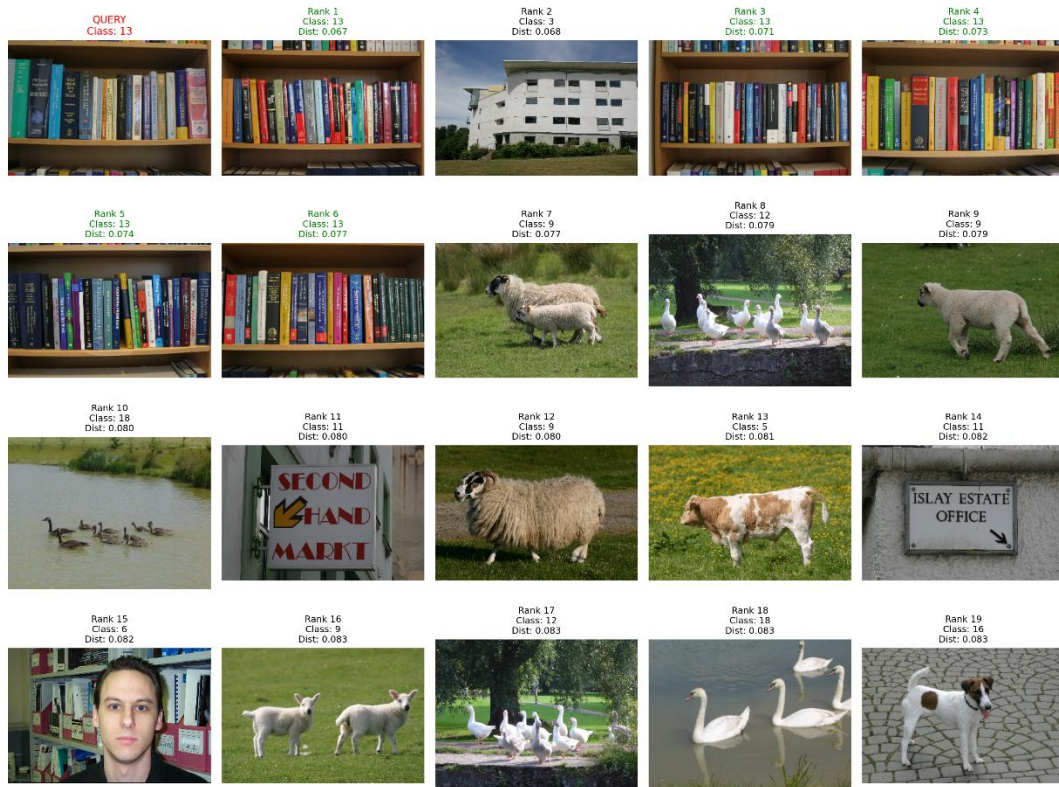 QUERY
Class: 13
Rank 1
Class: 13
Dist: 0.067
Rank 2
Class: 3
Dist: 0.068
Rank 3
Class: 13
Dist: 0.071
Rank 4
Class: 13
Dist: 0.073
Rank 5
Class: 13
Dist: 0.074
Rank 6
Class: 13
Dist: 0.077
Rank 7
Class: 9
Dist: 0.077
Rank 8
Class: 12
Dist: 0.079
Rank 9
Class: 9
Dist: 0.079
Rank 10
Class: 18
Dist: 0.080
Rank 11
Class: 11
Dist: 0.080
SECOND
HAND
MARKT
Rank 12
Class: 9
Dist: 0.080
Rank 13
Class: 5
Dist: 0.081
Rank 14
Class: 11
Dist: 0.082
ISLAY ESTATE
OFFICE
Rank 15
Class: 6
Dist: 0.082
Rank 16
Class: 9
Dist: 0.083
Rank 17
Class: 12
Dist: 0.083
Rank 18
Class: 18
Dist: 0.083
Rank 19
Class: 16
Dist: 0.083